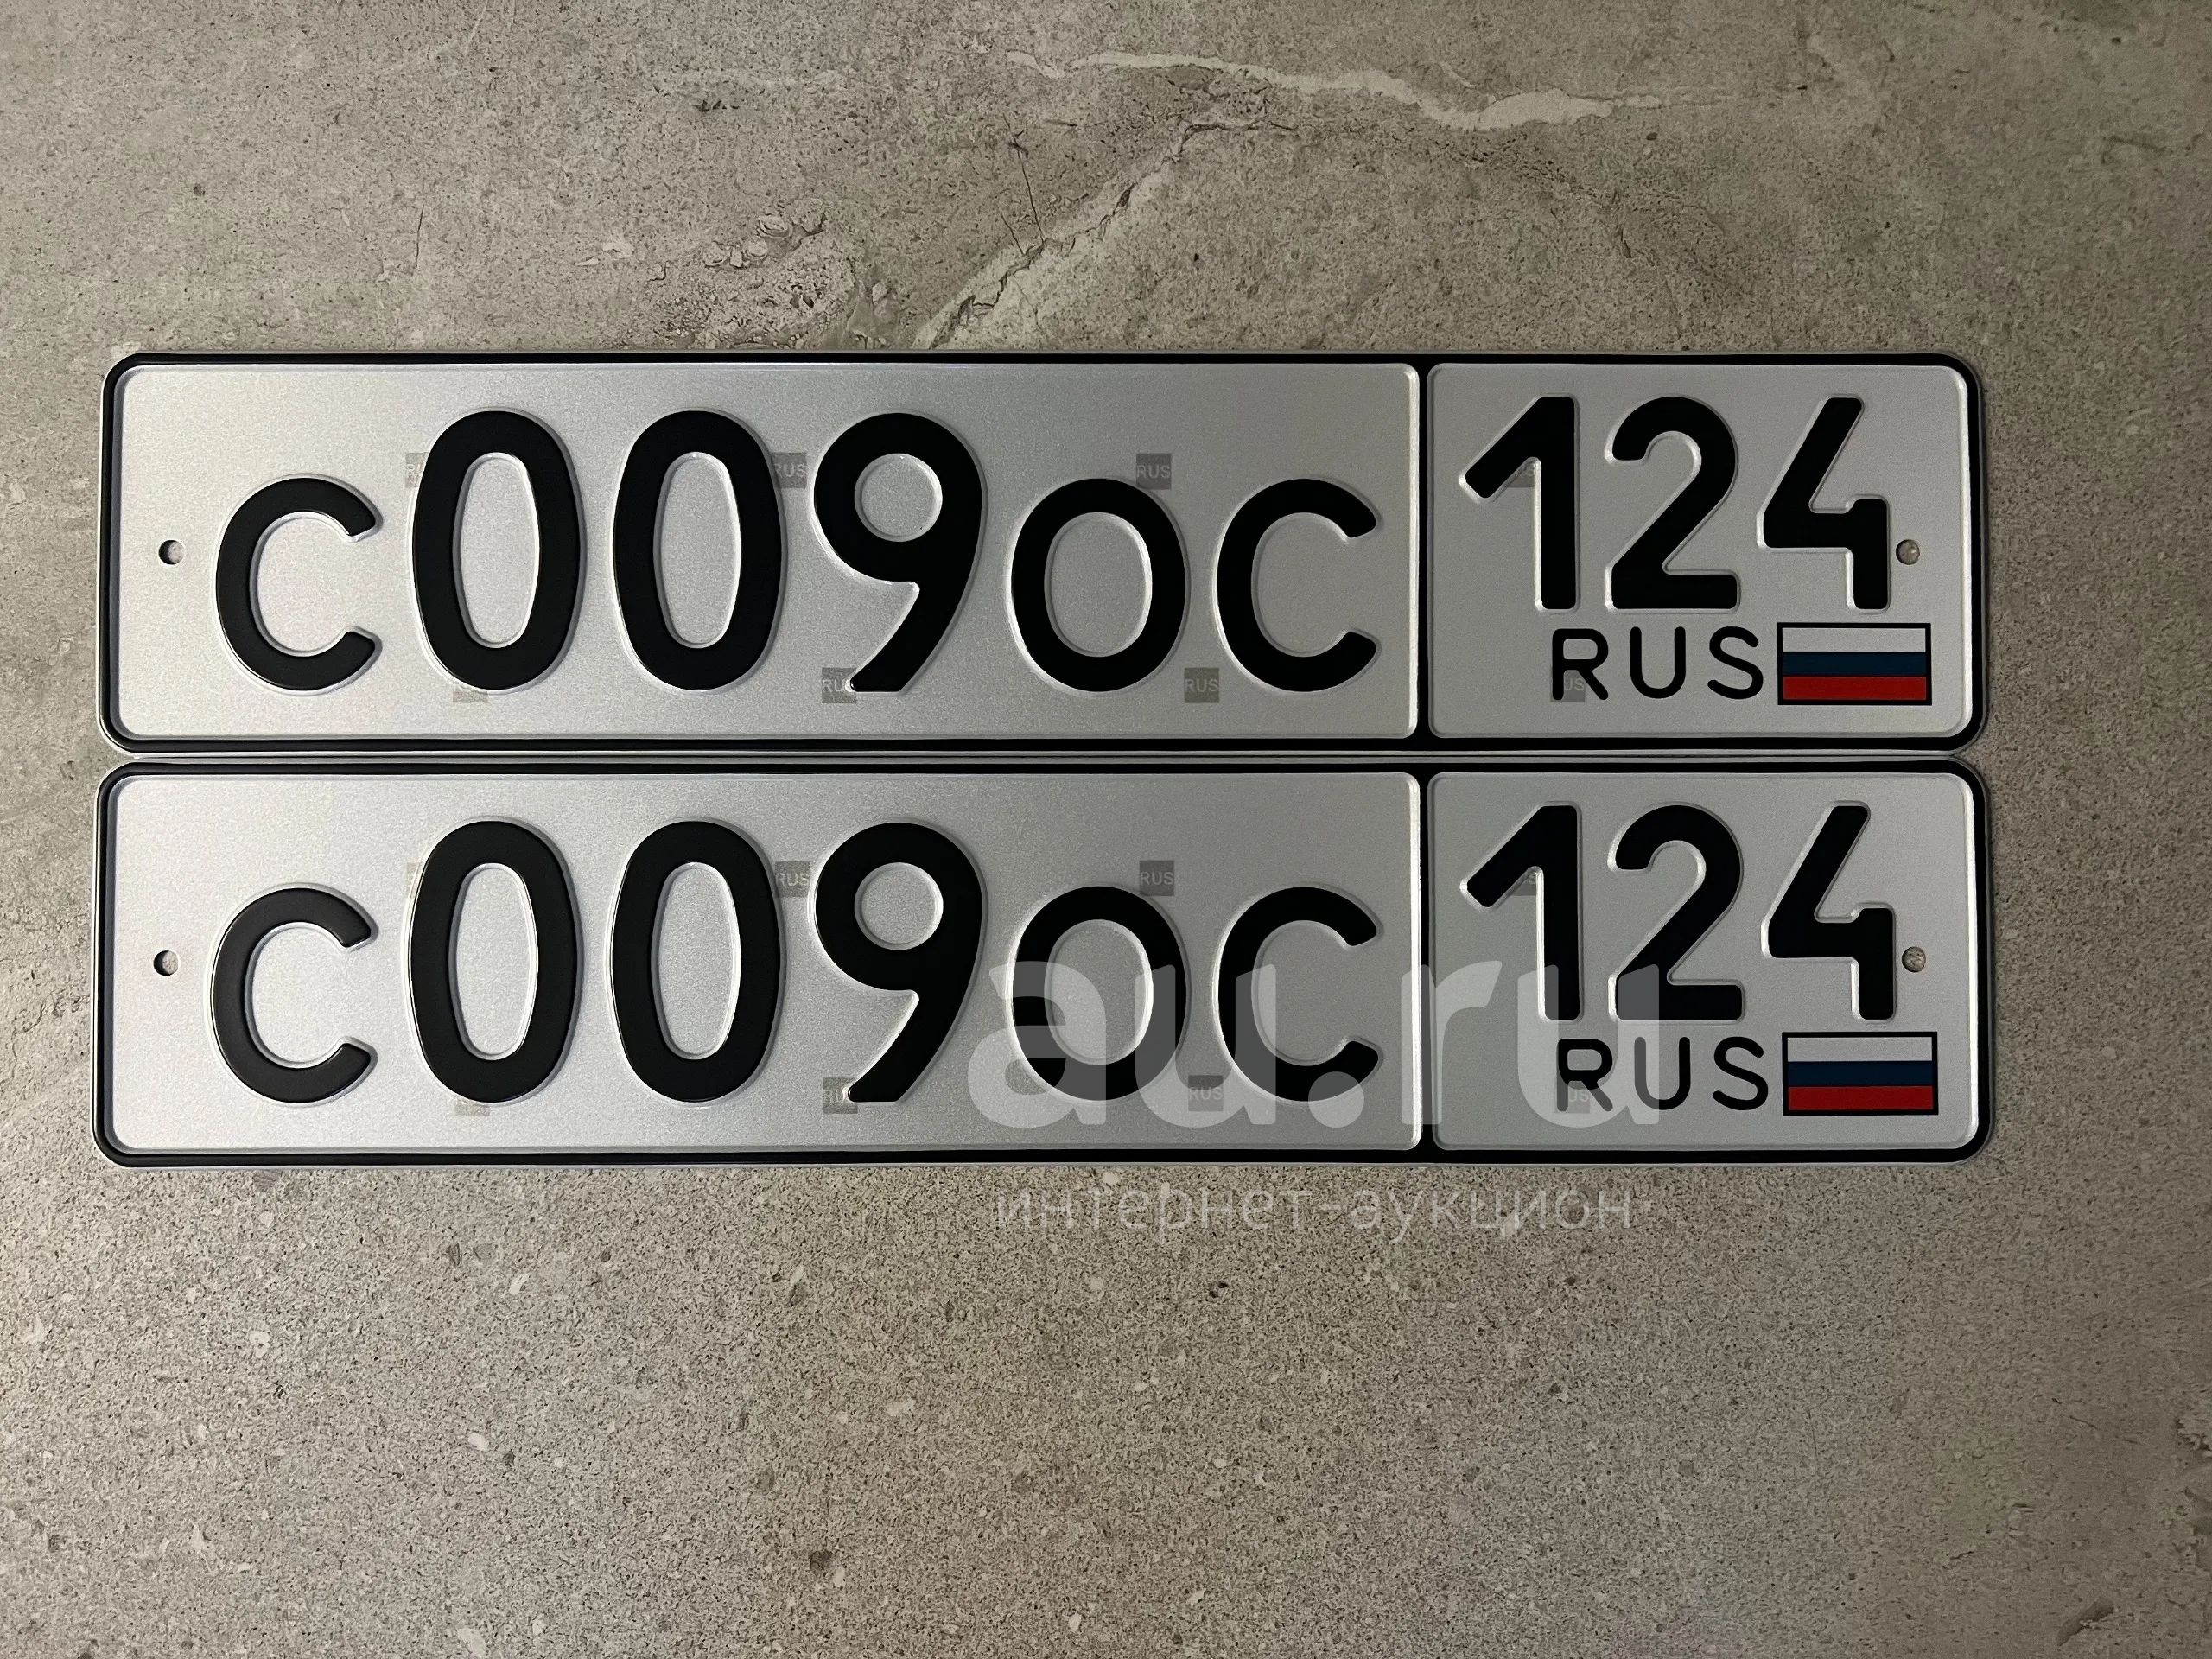 С009ОС 124
RUS
С009ОС 124
RUS
au.ru
интернет-аукцион